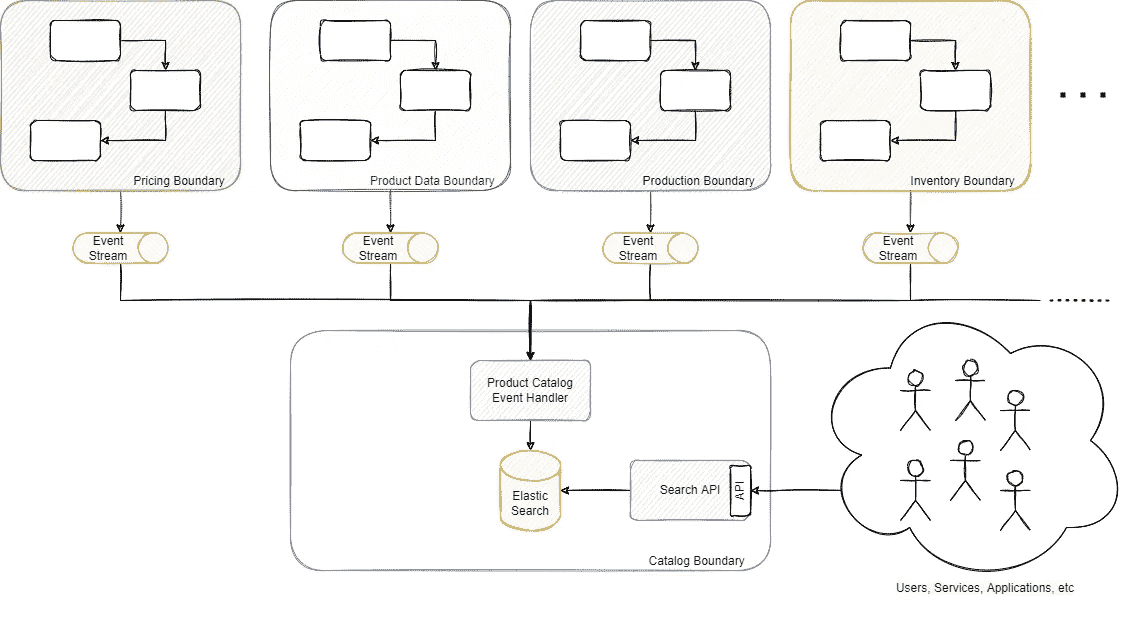 Pricing Boundary
Product Data Boundary
Production Boundary
Inventory Boundary
Event
Stream
Event
Stream
Event
Stream
Event
Stream
Product Catalog
Event Handler
Elastic
Search
Search API
API
Catalog Boundary
Users, Services, Applications, etc